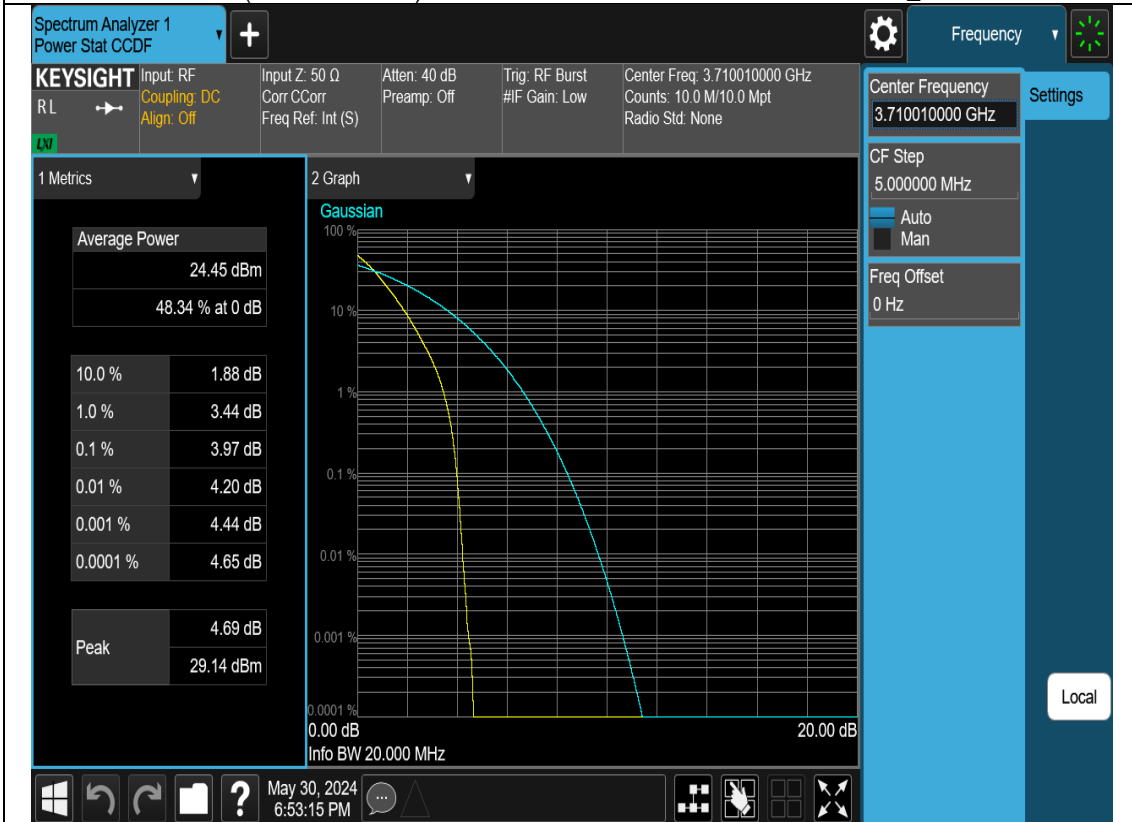 Spectrum Analyzer 1
Power Stat CCDF
+
Frequency
KEYSIGHT
RL
LXI
Input: RF
Coupling: DC
Align: Off
Input Z: 50 Ω
Corr CCorr
Freq Ref: Int (S)
Atten: 40 dB
Preamp: Off
Trig: RF Burst
#IF Gain: Low
Center Freq: 3.710010000 GHz
Counts: 10.0 M/10.0 Mpt
Radio Std: None
Center Frequency
3.710010000 GHz
Settings
CF Step
5.000000 MHz
Auto
Man
Freq Offset
0 Hz
1 Metrics
Average Power
24.45 dBm
48.34 % at 0 dB
10.0 % 1.88 dB
1.0 % 3.44 dB
0.1 % 3.97 dB
0.01 % 4.20 dB
0.001 % 4.44 dB
0.0001 % 4.65 dB
Peak 4.69 dB
29.14 dBm
2 Graph
Gaussian
100 %
10 %
1 %
0.1 %
0.01 %
0.001 %
0.0001 %
0.00 dB 20.00 dB
Info BW 20.000 MHz
Local
?
May 30, 2024
6:53:15 PM